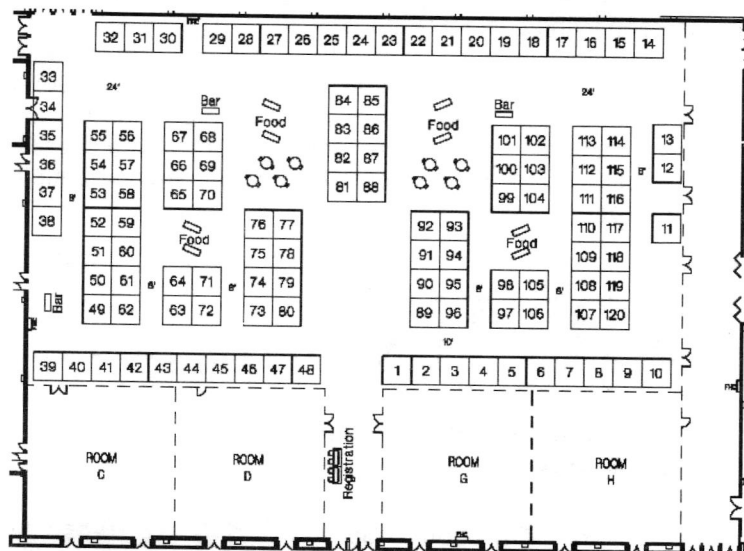 32 31 30 29 28 27 26 25 24 23 22 21 20 19 18 17 16 15 14
33
24' 24'
34 Bar Food 84 85 Food Bar
35 55 56 67 68 83 86 101 102 113 114 13
36 54 57 66 69 82 87 100 103 112 115 8' 12
37 53 58 65 70 81 88 99 104 111 116
8'
38 52 59 76 77 92 93 110 117 11
Food Food
51 60 75 78 91 94 109 118
50 61 64 71 74 79 90 95 98 105 108 119
6' 8' 8' 6'
Bar 49 62 63 72 73 80 89 96 97 106 107 120
10'
39 40 41 42 43 44 45 46 47 48 1 2 3 4 5 6 7 8 9 10
ROOM ROOM ROOM ROOM
C D G H
Registration